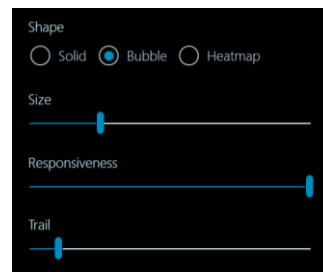 Shape
Solid Bubble Heatmap
Size
Responsiveness
Trail